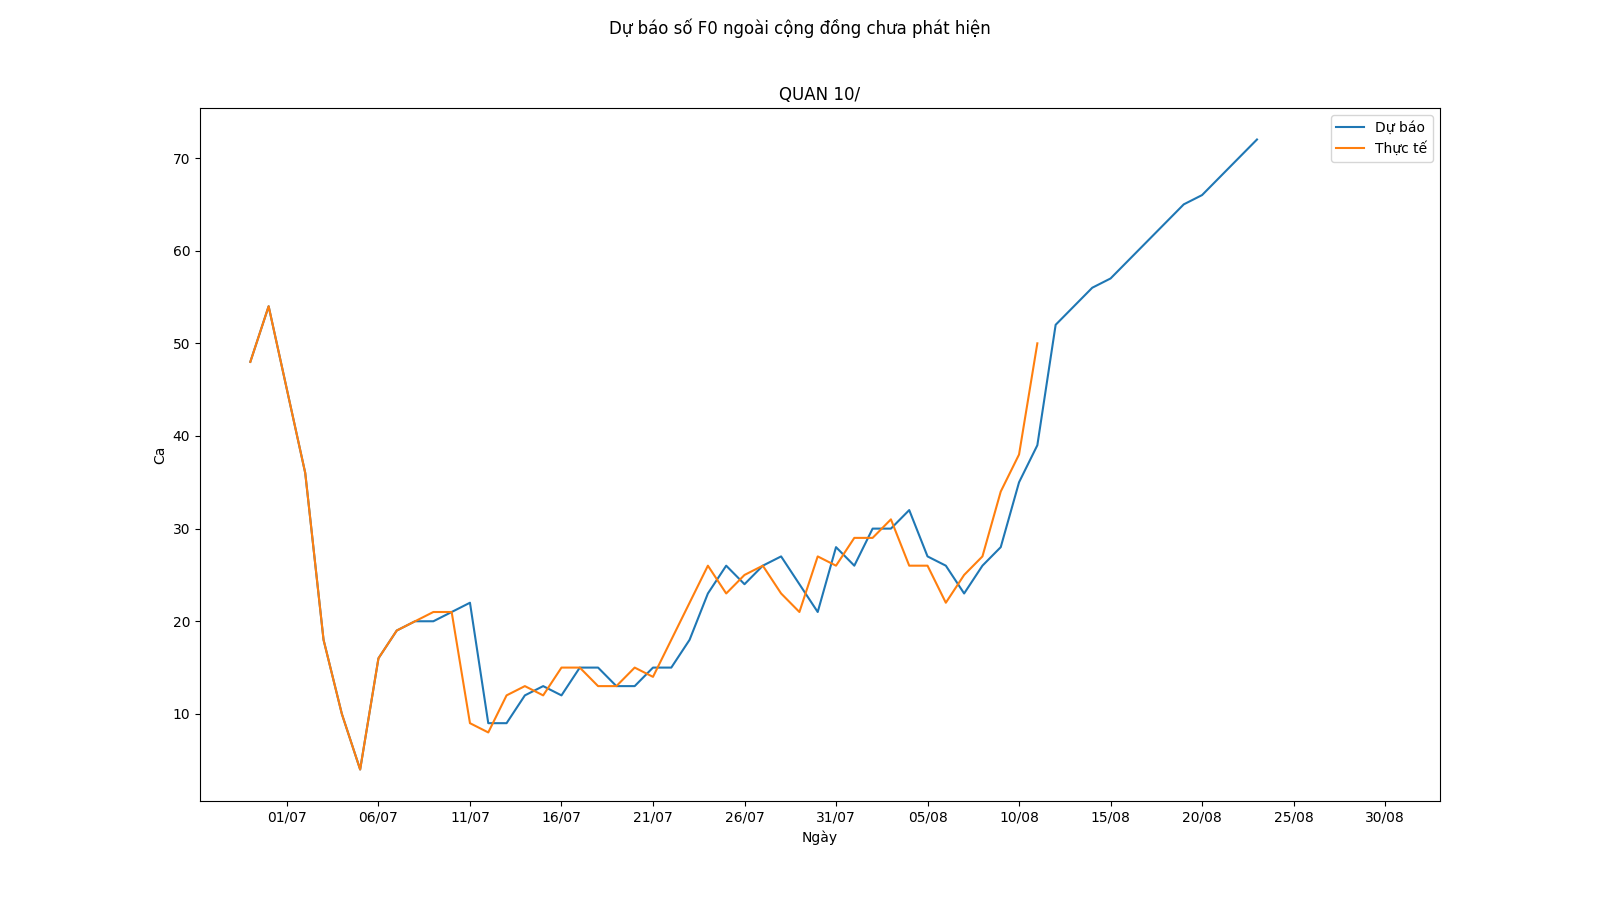 Dự báo số F0 ngoài cộng đồng chưa phát hiện
QUAN 10/
Dự báo
Thực tế
70
60
50
40
30
20
10
Ca
01/07 06/07 11/07 16/07 21/07 26/07 31/07 05/08 10/08 15/08 20/08 25/08 30/08
Ngày